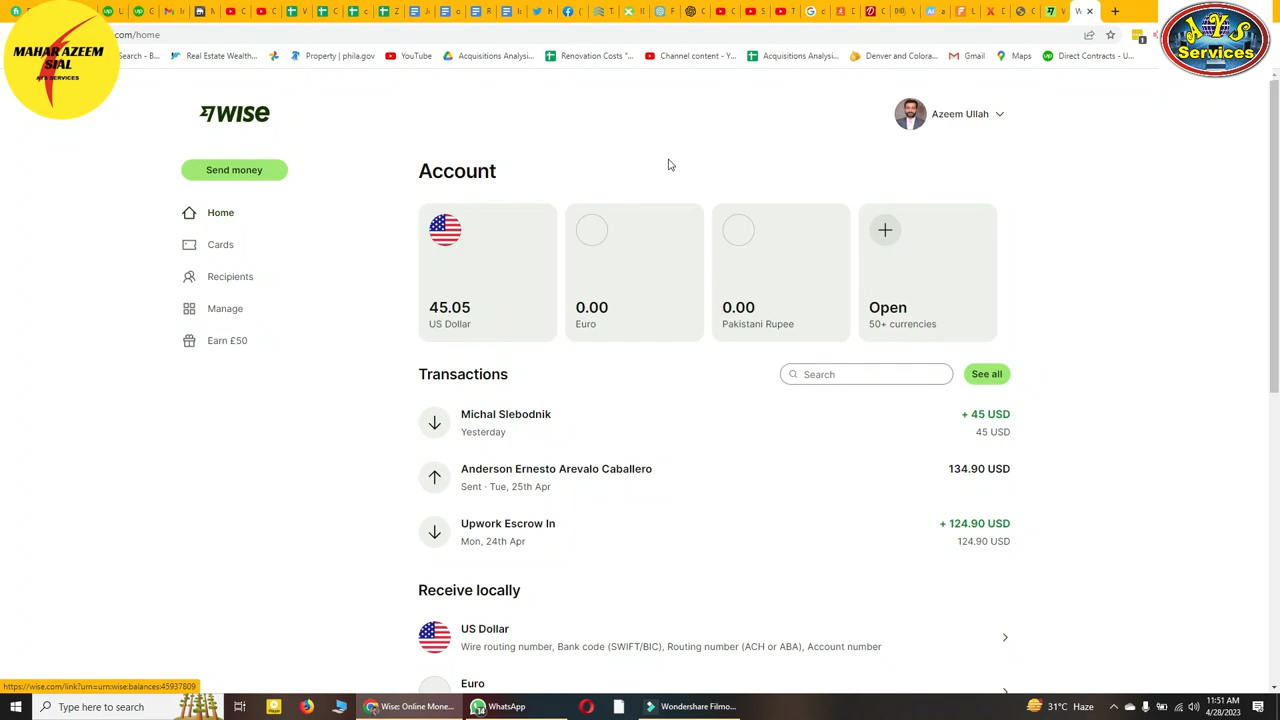 MAHAR AZEEM
SIAL
AYS SERVICES
AYS
Services
com/home
Search - B...
Real Estate Wealth...
Property | phila.gov
YouTube
Acquisitions Analysi...
Renovation Costs "...
Channel content - Y...
Acquisitions Analysi...
Denver and Colora...
Gmail
Maps
Direct Contracts - U...
WISE
Azeem Ullah
Send money
Home
Cards
Recipients
Manage
Earn £50
Account
45.05
US Dollar
0.00
Euro
0.00
Pakistani Rupee
Open
50+ currencies
Transactions
Search
See all
Michal Slebodnik
+ 45 USD
Yesterday
45 USD
Anderson Ernesto Arevalo Caballero
134.90 USD
Sent · Tue, 25th Apr
Upwork Escrow In
+ 124.90 USD
Mon, 24th Apr
124.90 USD
Receive locally
US Dollar
Wire routing number, Bank code (SWIFT/BIC), Routing number (ACH or ABA), Account number
Euro
https://wise.com/link?urn=urn:wise:balances:45937809
Type here to search
Wise: Online Mone...
WhatsApp
Wondershare Filmo...
31°C Haze
11:51 AM
4/28/2023